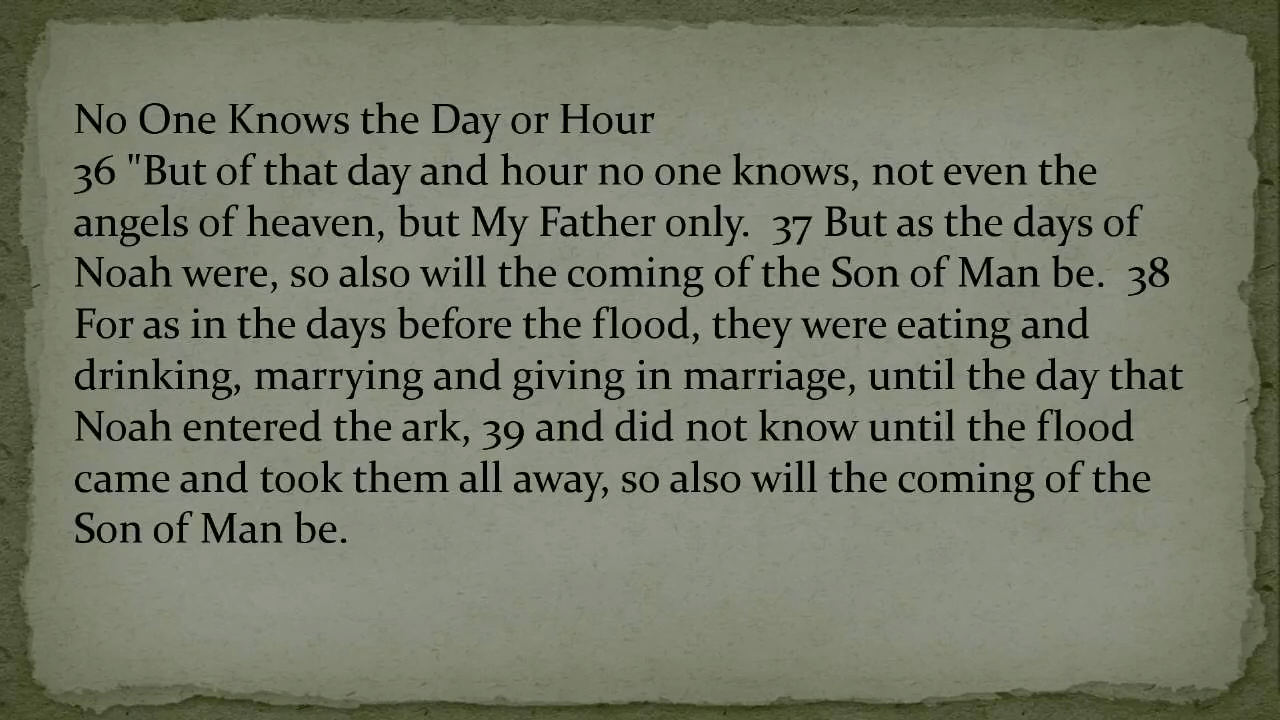 No One Knows the Day or Hour
36 "But of that day and hour no one knows, not even the
angels of heaven, but My Father only.  37 But as the days of
Noah were, so also will the coming of the Son of Man be.  38
For as in the days before the flood, they were eating and
drinking, marrying and giving in marriage, until the day that
Noah entered the ark, 39 and did not know until the flood
came and took them all away, so also will the coming of the
Son of Man be.